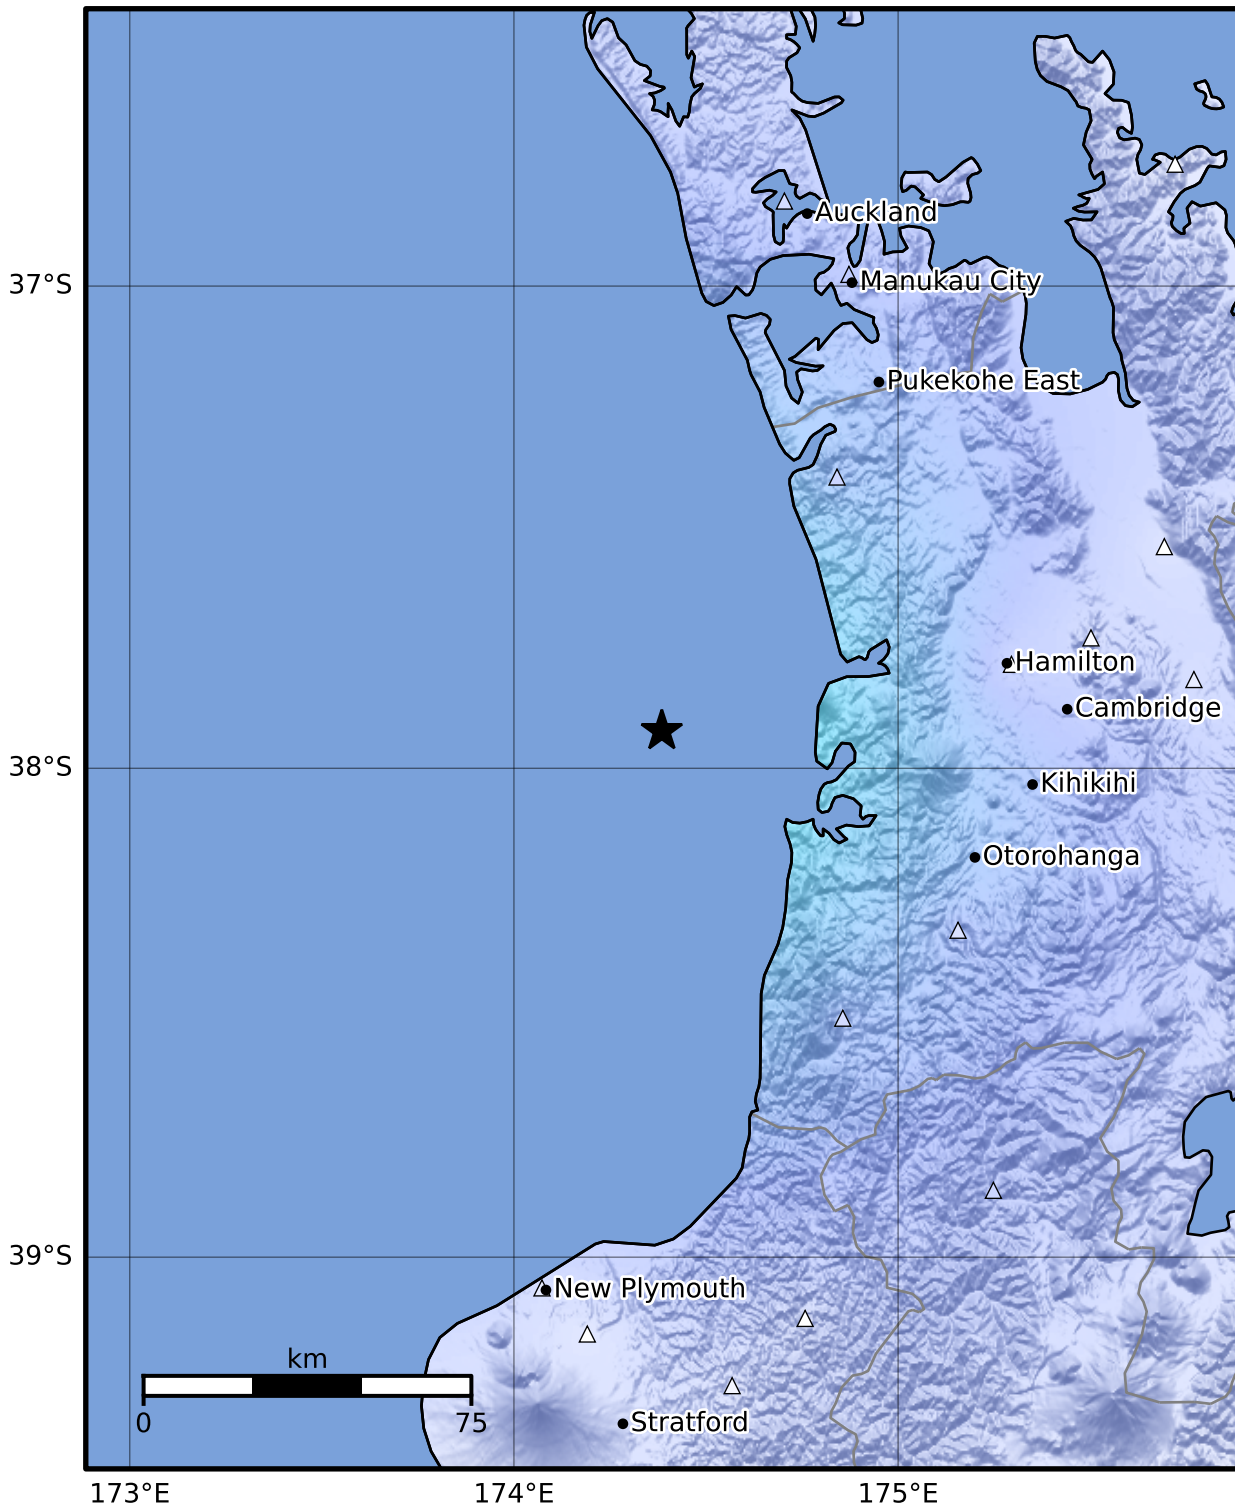 Auckland
37°S
Manukau City
Pukekohe East
Hamilton
Cambridge
38°S
Kihikihi
Otorohanga
39°S
New Plymouth
km
0
75
Stratford
173°E
174°E
175°E